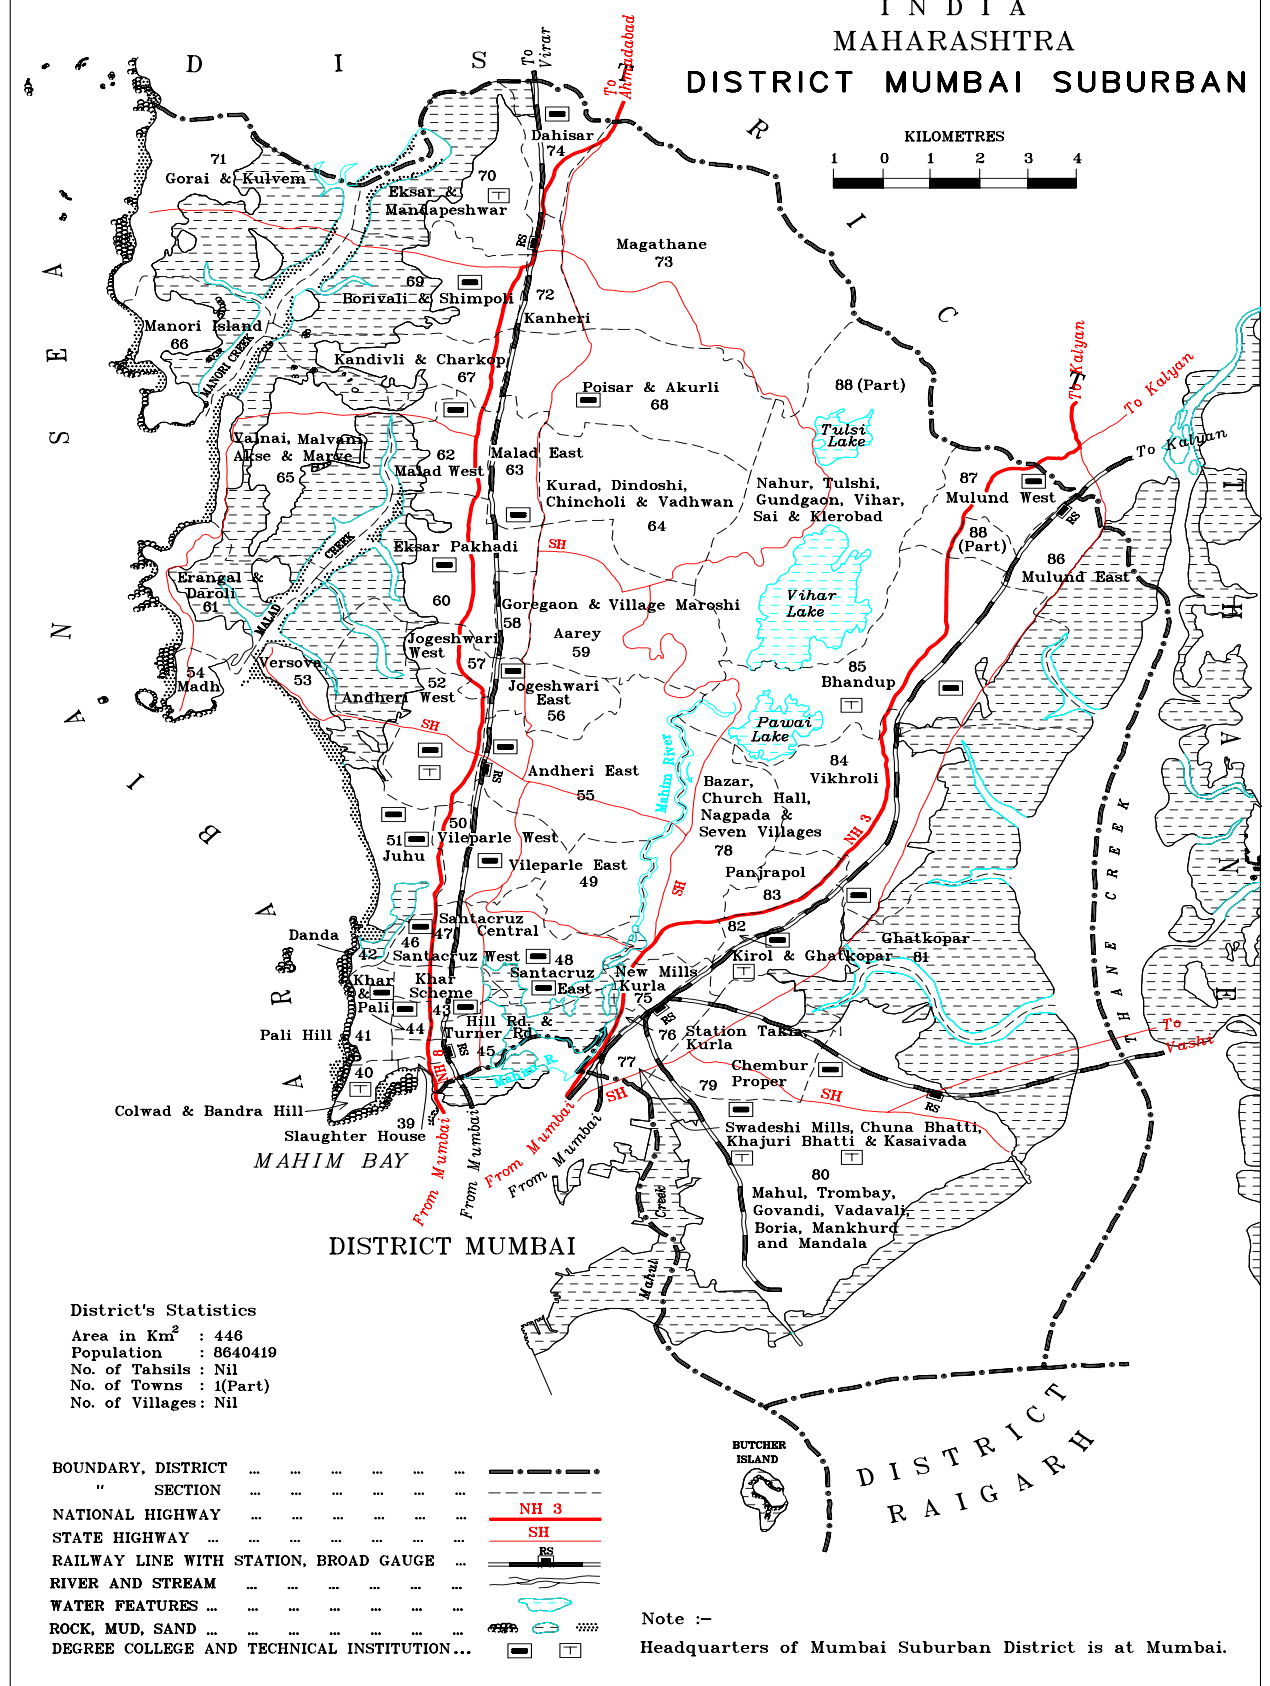 I N D I A
MAHARASHTRA
DISTRICT MUMBAI SUBURBAN
KILOMETRES
1 0 1 2 3 4
D I S T R I C T
T H A N E
A R A B I A N S E A
To Virar
To Ahmadabad
Dahisar
74
71
Gorai & Kulvem
70
Eksar &
Mandapeshwar
RS
Magathane
73
69
Borivali & Shimpoli
72
Kanheri
Manori Island
66
MANORI CREEK
Kandivli & Charkop
67
Poisar & Akurli
68
88 (Part)
To Kalyan
To Kalyan
To Kalyan
Tulsi
Lake
Valnai, Malvani
Akse & Marve
65
62
Malad West
Malad East
63
Kurad, Dindoshi,
Chincholi & Vadhwan
64
Nahur, Tulshi,
Gundgaon, Vihar,
Sai & Klerobad
87
Mulund West
RS
88
(Part)
86
Mulund East
SH
CREEK
MALAD
Eksar Pakhadi
60
Erangal &
Daroli
61
Goregaon & Village Maroshi
58
Aarey
59
Vihar
Lake
Jogeshwari
West
57
54
Madh
Versova
53
52
Andheri West
Jogeshwari
East
56
85
Bhandup
SH
Pawai
Lake
Mahim River
84
Vikhroli
RS
Andheri East
55
Bazar,
Church Hall,
Nagpada &
Seven Villages
78
NH 3
50
Vileparle West
51
Juhu
Vileparle East
49
SH
Panjrapol
83
THANE CREEK
Danda
42
46
47
Santacruz
Central
Santacruz West
48
Santacruz
East
82
Kirol & Ghatkopar
Ghatkopar
81
New Mills
Kurla
75
Khar
&
Pali
Khar
Scheme
43
44
Hill Rd. &
Turner Rd.
45
RS
RS
76
Station Takia
Kurla
Pali Hill
41
40
8 HN
Mahim R.
77
Chembur
Proper
79
SH
SH
RS
To
Vashi
Colwad & Bandra Hill
39
Slaughter House
MAHIM BAY
From Mumbai
From Mumbai
From Mumbai
From Mumbai
Swadeshi Mills, Chuna Bhatti,
Khajuri Bhatti & Kasaivada
80
Mahul, Trombay,
Govandi, Vadavali,
Boria, Mankhurd
and Mandala
Mahul Creek
DISTRICT MUMBAI
District's Statistics
Area in Km2 : 446
Population : 8640419
No. of Tahsils : Nil
No. of Towns : 1(Part)
No. of Villages : Nil
BUTCHER
ISLAND
DISTRICT
RAIGARH
BOUNDARY, DISTRICT ... ... ... ... ... ...
" SECTION ... ... ... ... ... ...
NATIONAL HIGHWAY ... ... ... ... ... ... NH 3
STATE HIGHWAY ... ... ... ... ... ... ... SH
RAILWAY LINE WITH STATION, BROAD GAUGE ... RS
RIVER AND STREAM ... ... ... ... ... ...
WATER FEATURES ... ... ... ... ... ... ...
ROCK, MUD, SAND ... ... ... ... ... ... ...
DEGREE COLLEGE AND TECHNICAL INSTITUTION...
Note :-
Headquarters of Mumbai Suburban District is at Mumbai.